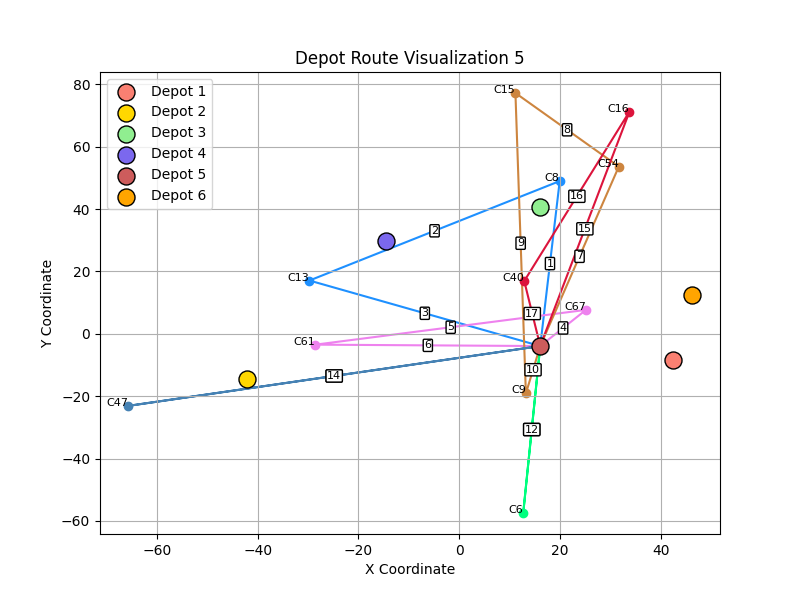 Depot Route Visualization 5
Depot 1
Depot 2
Depot 3
Depot 4
Depot 5
Depot 6
80
60
40
20
0
−20
−40
−60
Y Coordinate
C15
C16
8
C54
C8
16
9
2
15
1
7
C13
C40
C67
3
17
5
4
C61
6
10
14
C9
C47
12
C6
−60
−40
−20
0
20
40
X Coordinate